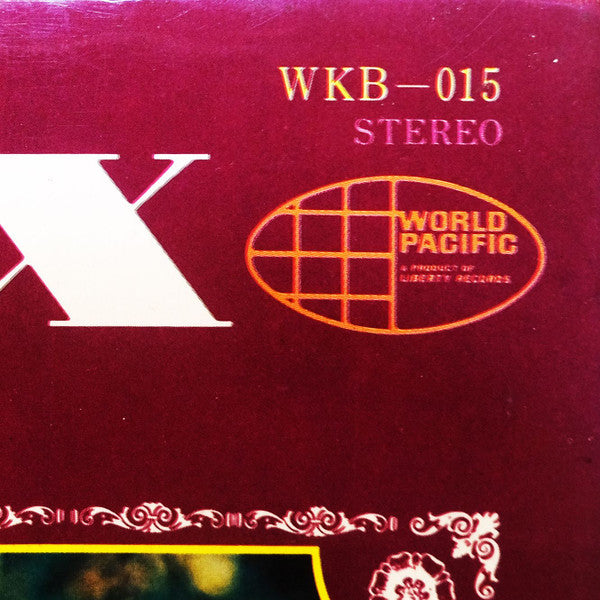 WKB-015
STEREO
X
WORLD
PACIFIC
A PRODUCT OF
LIBERTY RECORDS